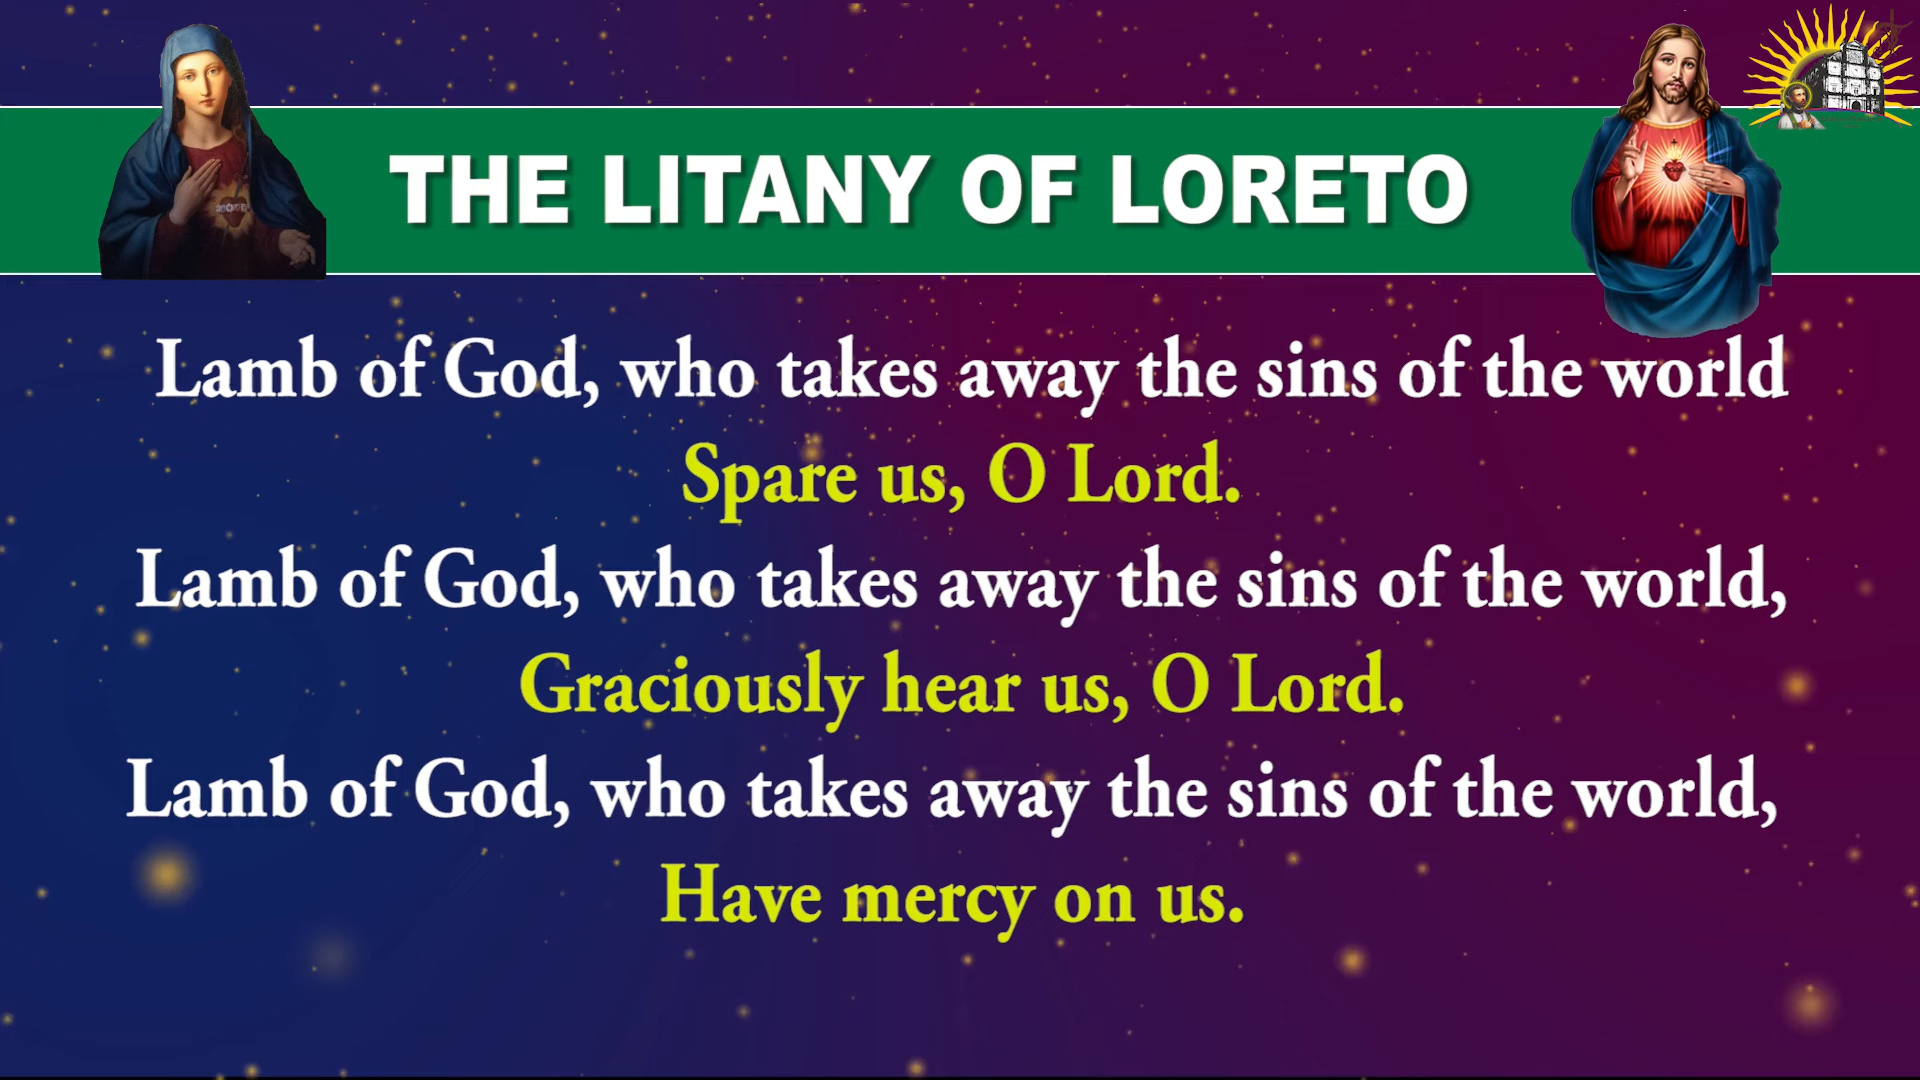 THE LITANY OF LORETO
Lamb of God, who takes away the sins of the world
Spare us, O Lord.
Lamb of God, who takes away the sins of the world,
Graciously hear us, O Lord.
Lamb of God, who takes away the sins of the world,
Have mercy on us.